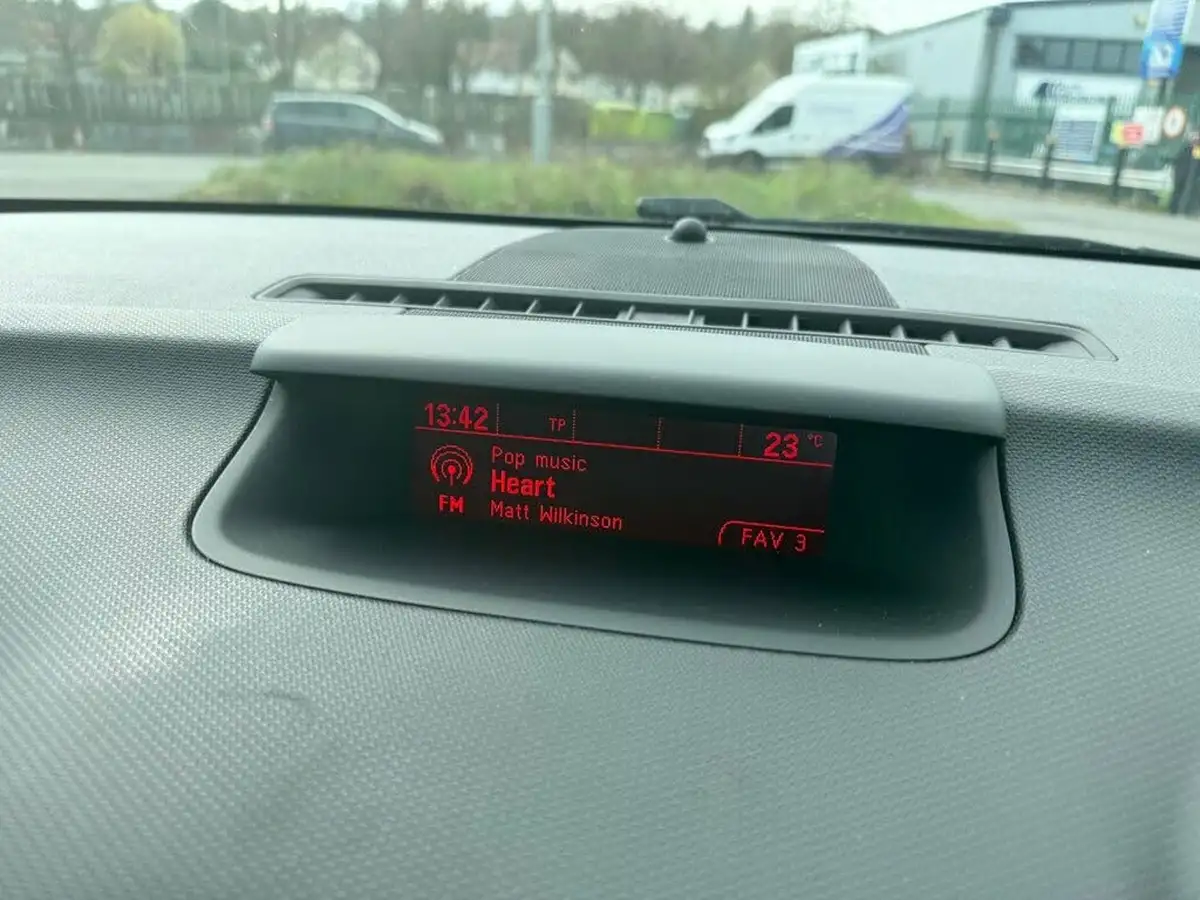 13:42
TP
23 °C
Pop music
Heart
FM
Matt Wilkinson
FAV 3